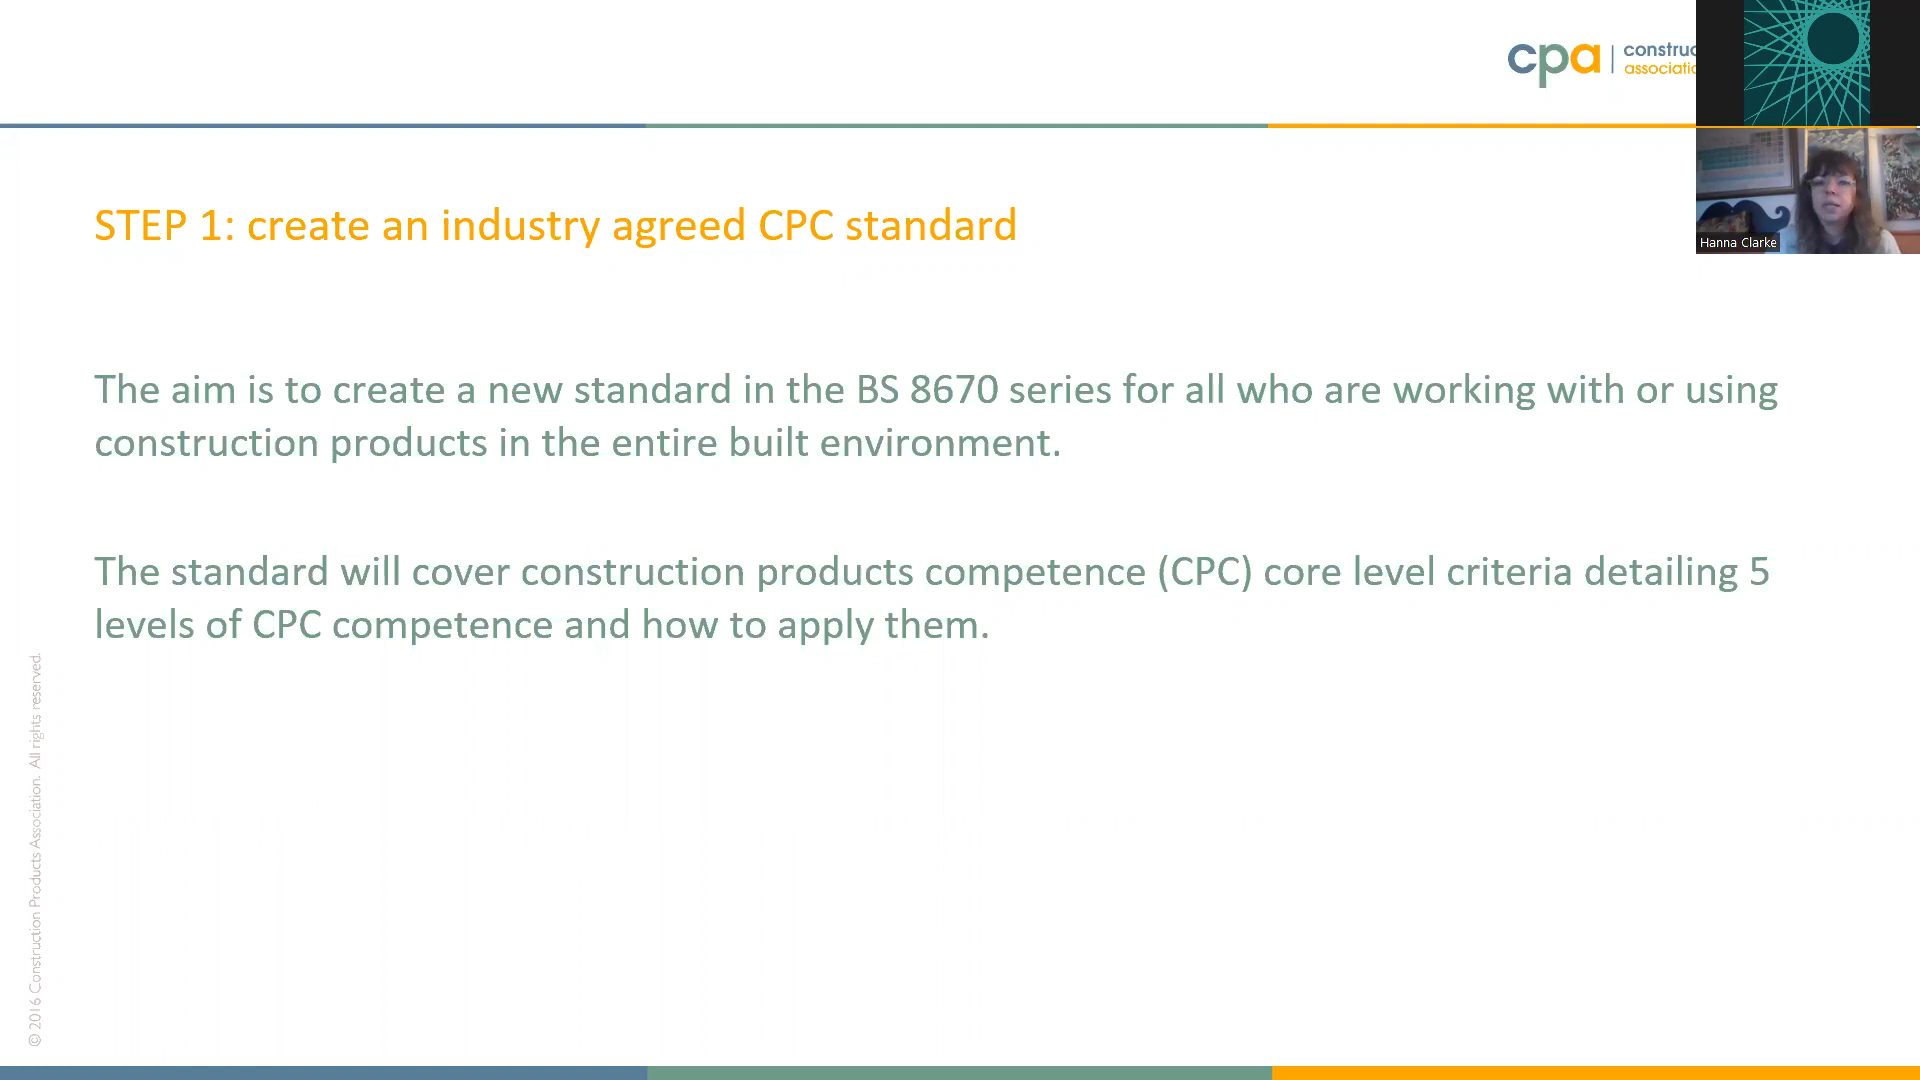 cpa
construc
associatio
Hanna Clarke
STEP 1: create an industry agreed CPC standard
The aim is to create a new standard in the BS 8670 series for all who are working with or using
construction products in the entire built environment.
The standard will cover construction products competence (CPC) core level criteria detailing 5
levels of CPC competence and how to apply them.
© 2016 Construction Products Association. All rights reserved.